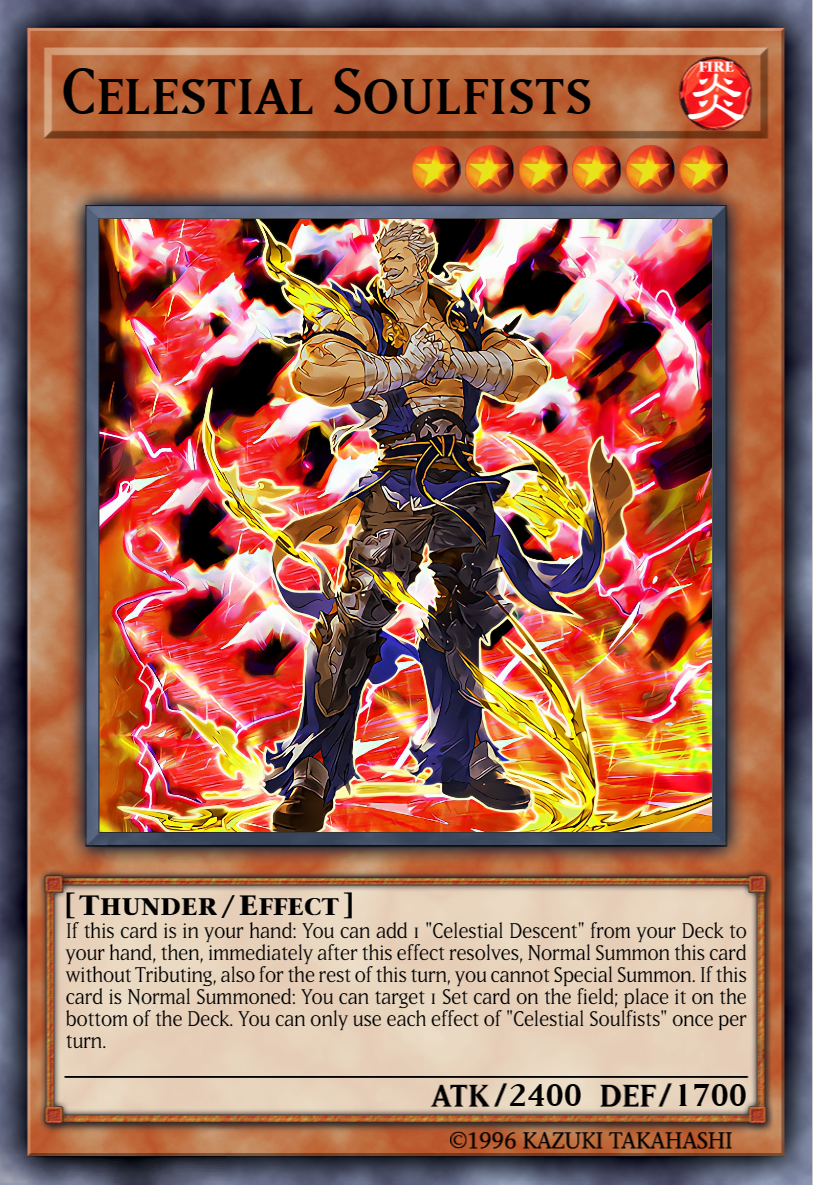 Celestial Soulfists
FIRE
炎
[Thunder/Effect]
If this card is in your hand: You can add 1 "Celestial Descent" from your Deck to
your hand, then, immediately after this effect resolves, Normal Summon this card
without Tributing, also for the rest of this turn, you cannot Special Summon. If this
card is Normal Summoned: You can target 1 Set card on the field; place it on the
bottom of the Deck. You can only use each effect of "Celestial Soulfists" once per
turn.
ATK/2400 DEF/1700
©1996 KAZUKI TAKAHASHI